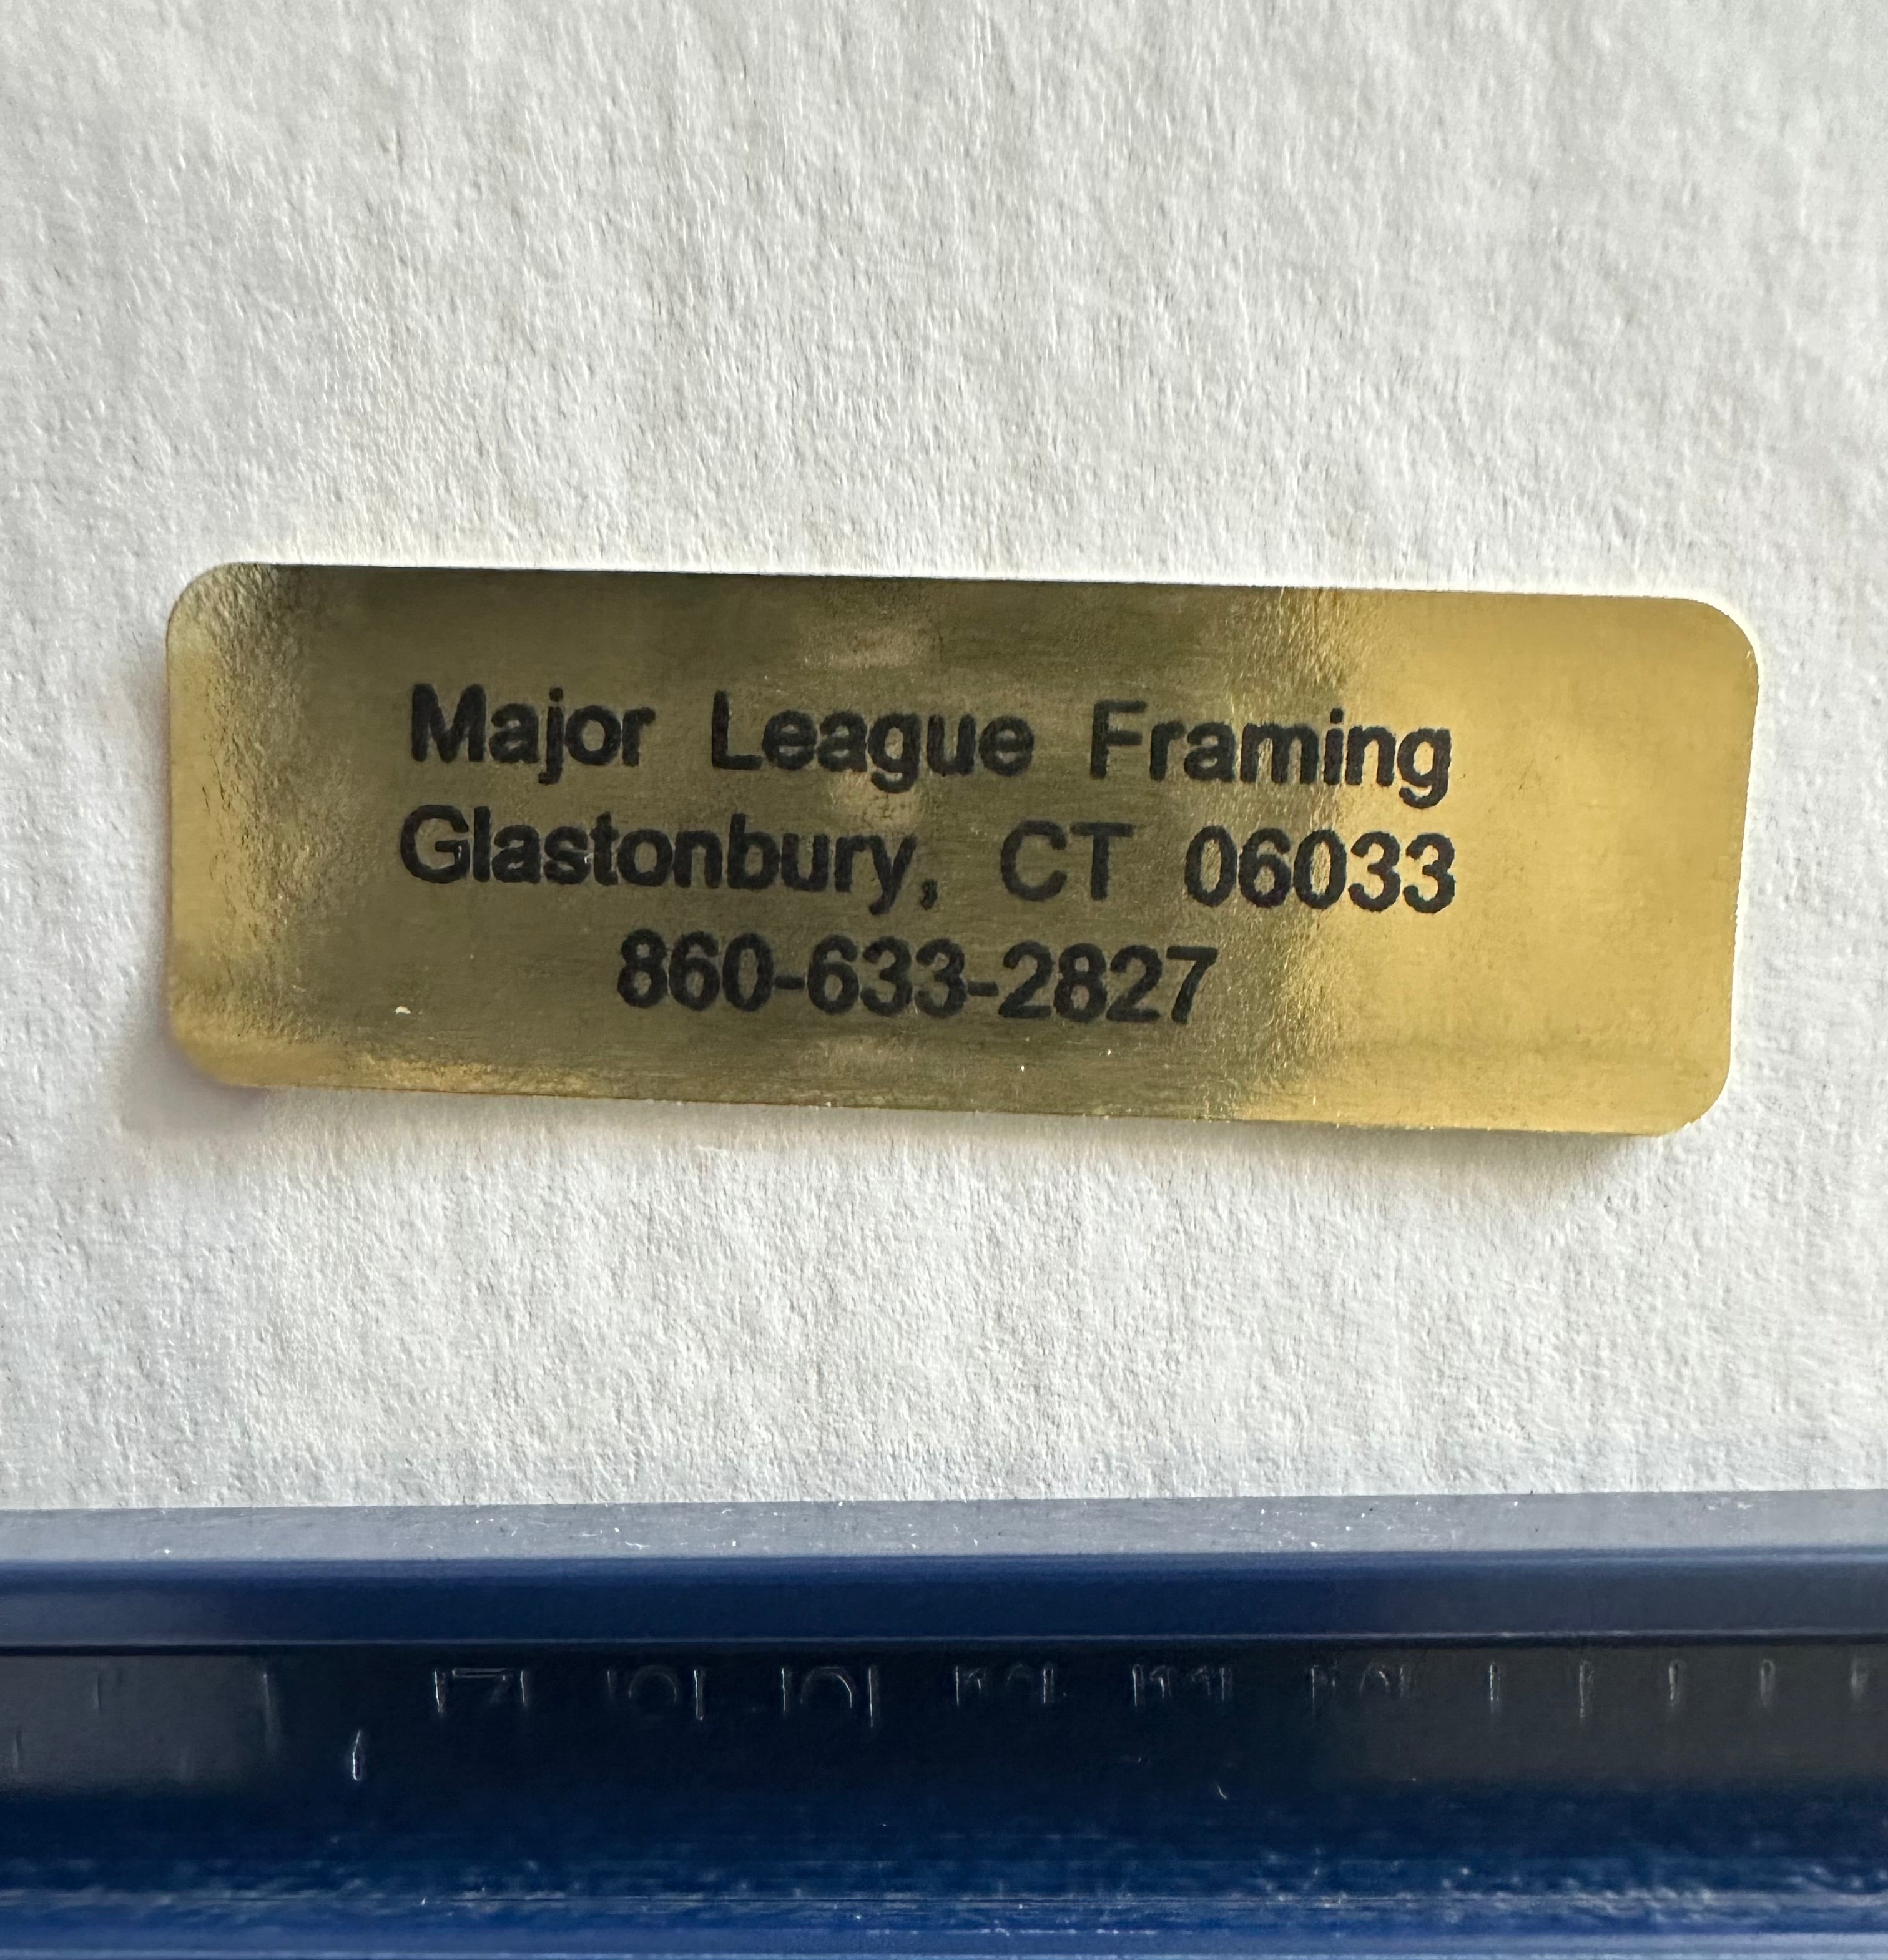 Major League Framing
Glastonbury, CT 06033
860-633-2827